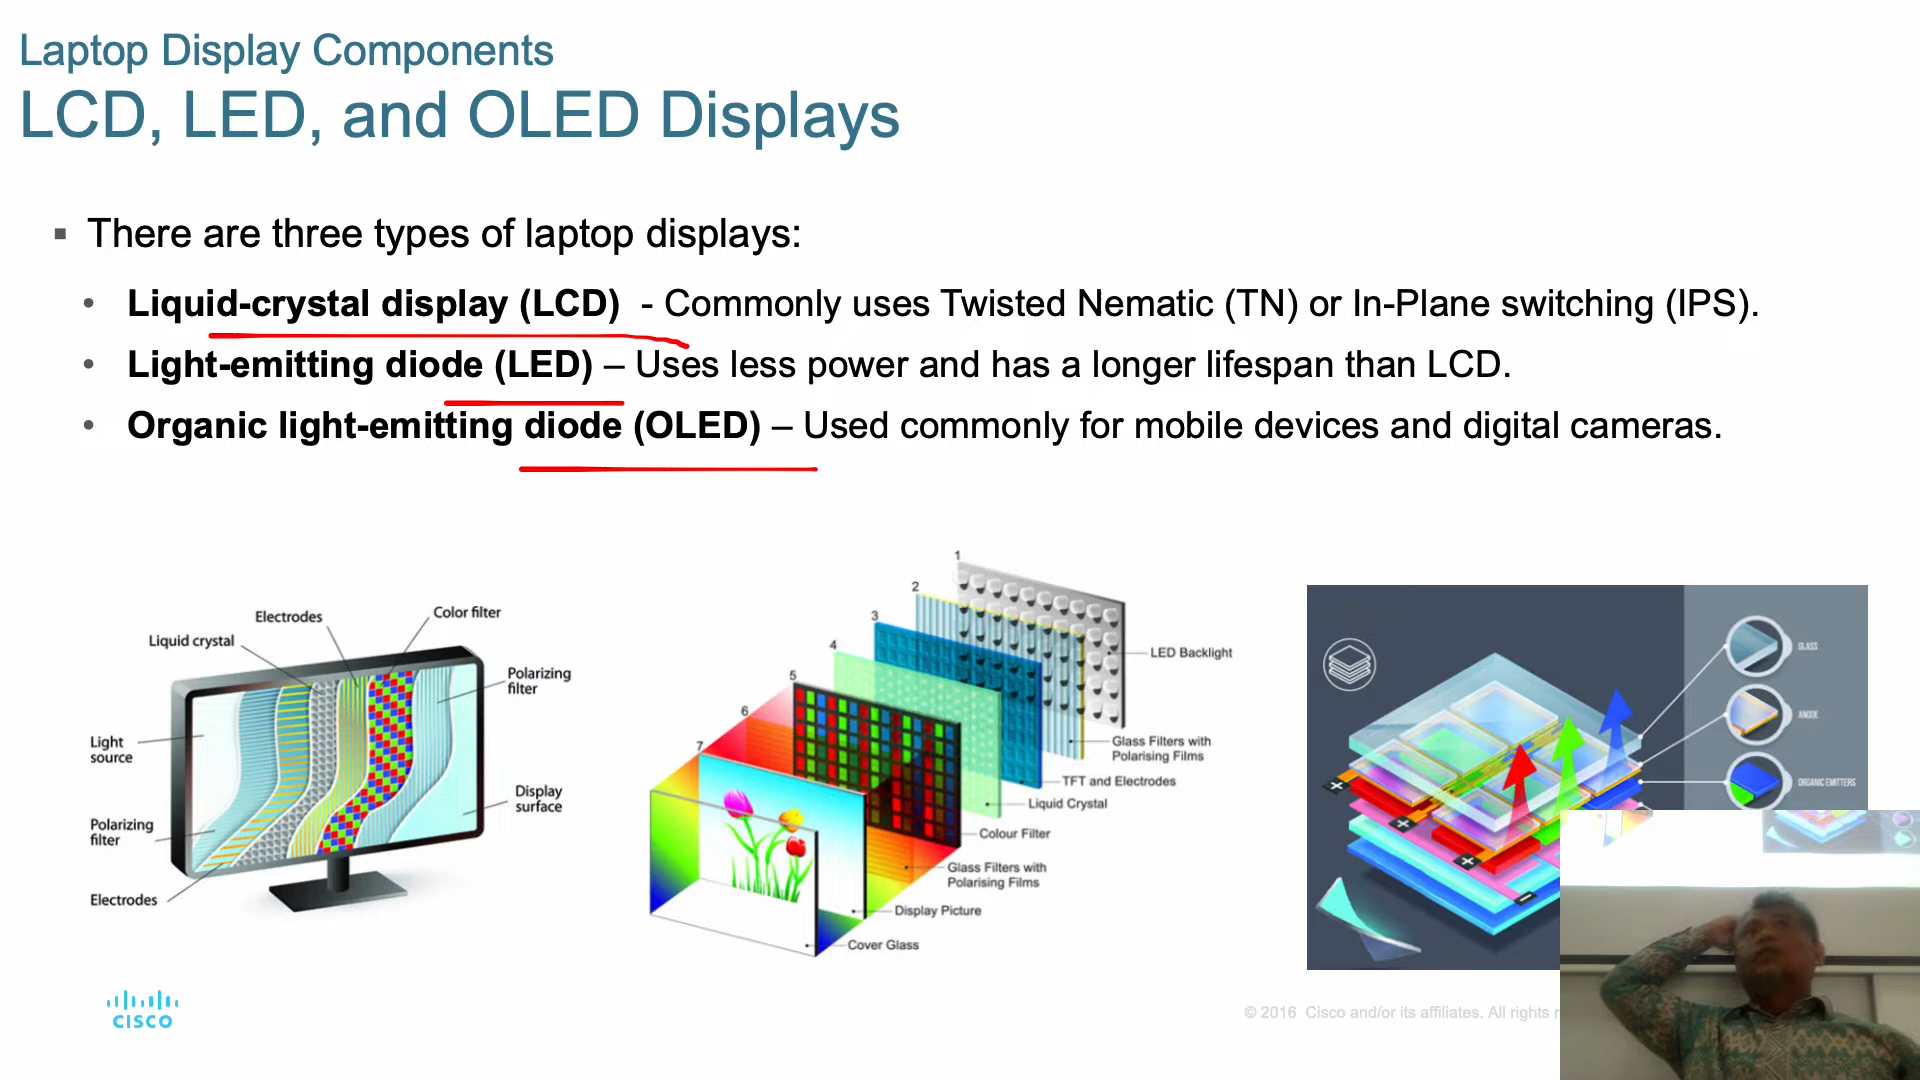 Laptop Display Components
LCD, LED, and OLED Displays
▪ There are three types of laptop displays:
• Liquid-crystal display (LCD) - Commonly uses Twisted Nematic (TN) or In-Plane switching (IPS).
• Light-emitting diode (LED) – Uses less power and has a longer lifespan than LCD.
• Organic light-emitting diode (OLED) – Used commonly for mobile devices and digital cameras.
Electrodes
Color filter
Liquid crystal
Polarizing
filter
Light
source
Display
surface
Polarizing
filter
Electrodes
1
2
3
4
5
6
7
LED Backlight
Glass Filters with
Polarising Films
TFT and Electrodes
Liquid Crystal
Colour Filter
Glass Filters with
Polarising Films
Display Picture
Cover Glass
GLASS
ANODE
ORGANIC EMITTERS
+
+
+
−
CISCO
© 2016 Cisco and/or its affiliates. All rights